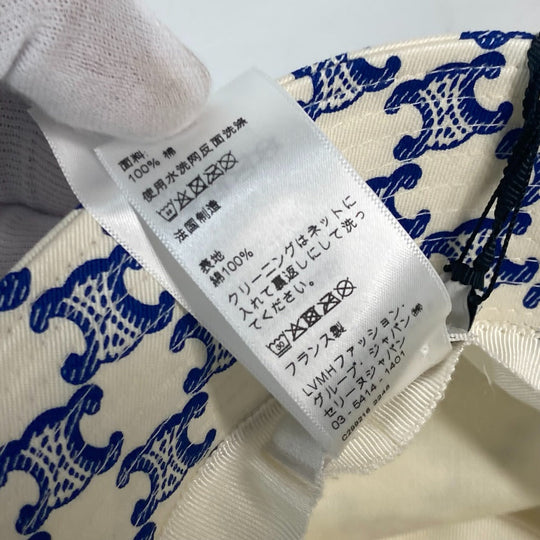 面料:
100% 棉
使用水洗网反面洗涤
法国制造
表地
綿100%
クリーニングはネットに
入れて裏返しにして洗っ
てください。
フランス製
LVMHファッション・
グループ・ジャパン㈱
セリーヌジャパン
03-5414-1401